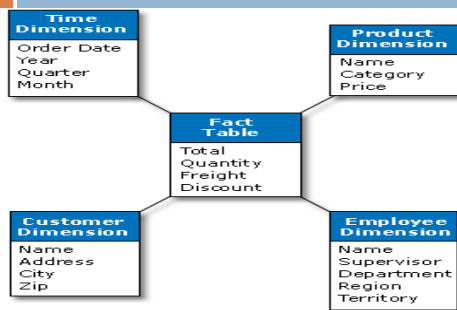 Time
Dimension
Order Date
Year
Quarter
Month
Product
Dimension
Name
Category
Price
Fact
Table
Total
Quantity
Freight
Discount
Customer
Dimension
Name
Address
City
Zip
Employee
Dimension
Name
Supervisor
Department
Region
Territory